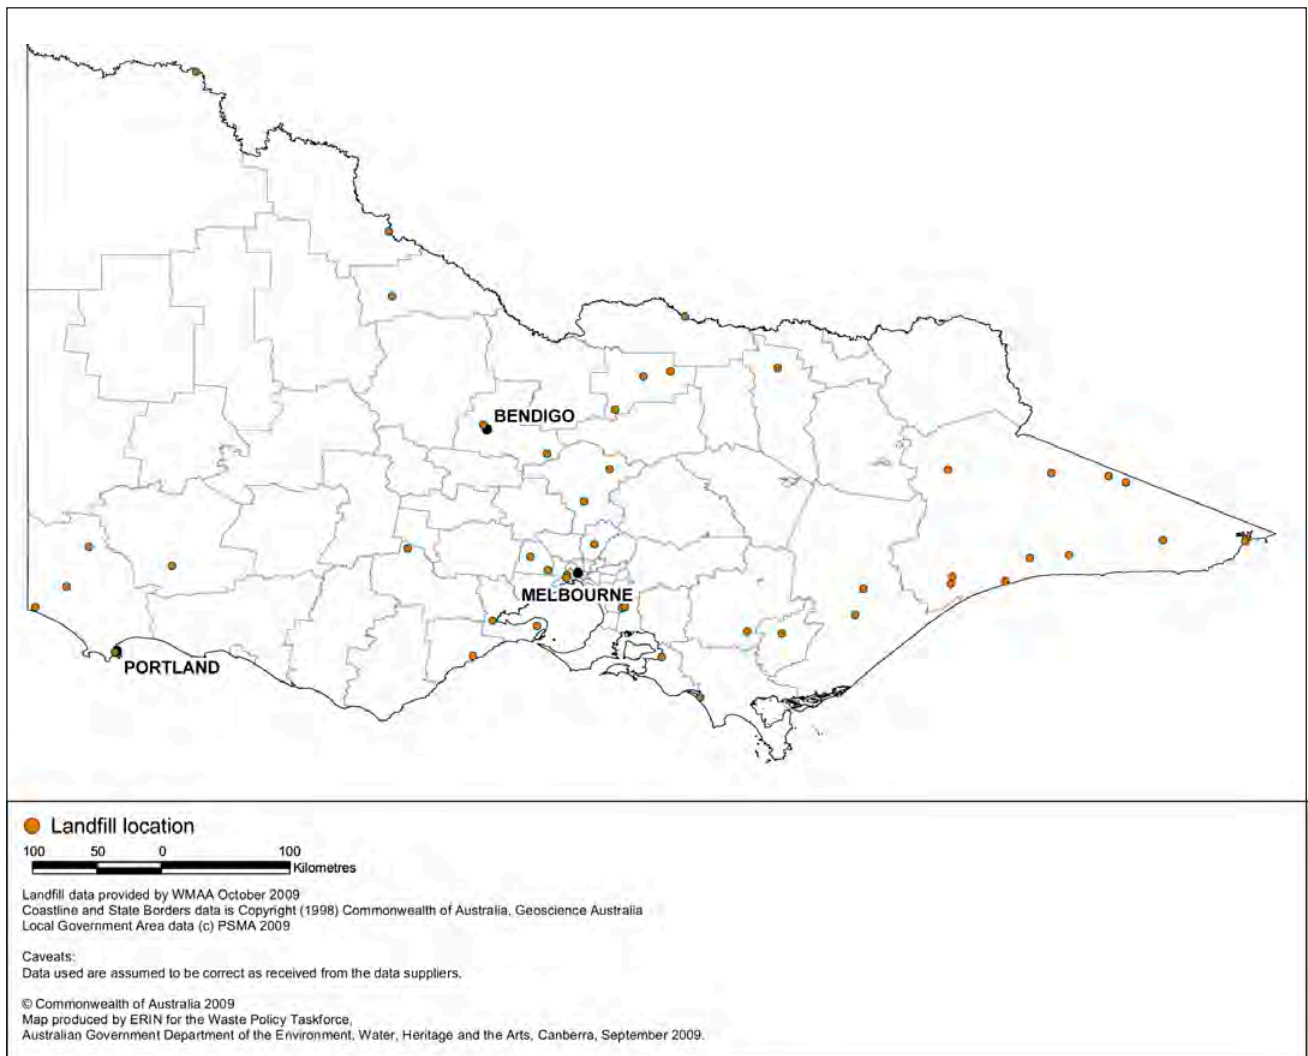 BENDIGO
MELBOURNE
PORTLAND
Landfill location
100 50 0 100
Kilometres
Landfill data provided by WMAA October 2009
Coastline and State Borders data is Copyright (1998) Commonwealth of Australia, Geoscience Australia
Local Government Area data (c) PSMA 2009
Caveats:
Data used are assumed to be correct as received from the data suppliers.
© Commonwealth of Australia 2009
Map produced by ERIN for the Waste Policy Taskforce,
Australian Government Department of the Environment, Water, Heritage and the Arts, Canberra, September 2009.